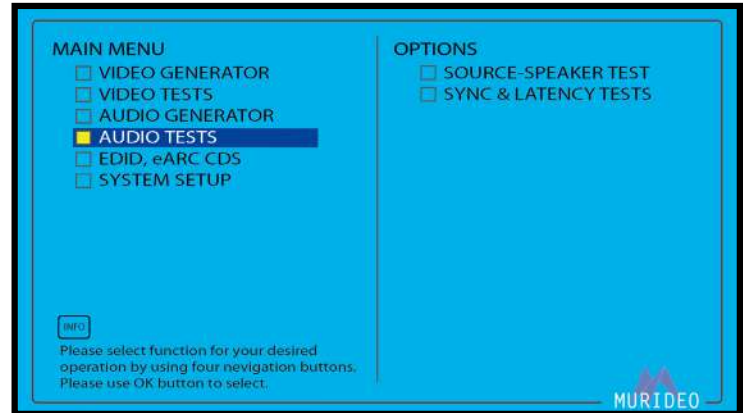 MAIN MENU
VIDEO GENERATOR
VIDEO TESTS
AUDIO GENERATOR
AUDIO TESTS
EDID, eARC CDS
SYSTEM SETUP
OPTIONS
SOURCE-SPEAKER TEST
SYNC & LATENCY TESTS
INFO
Please select function for your desired
operation by using four nevigation buttons.
Please use OK button to select.
MURIDEO